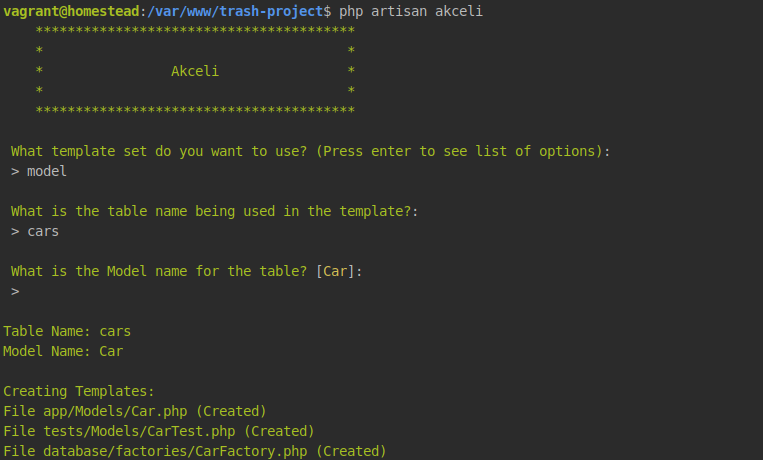 vagrant@homestead:/var/www/trash-project$ php artisan akceli
****************************************
*                                      *
*                Akceli                *
*                                      *
****************************************
What template set do you want to use? (Press enter to see list of options):
> model
What is the table name being used in the template?:
> cars
What is the Model name for the table? [Car]:
>
Table Name: cars
Model Name: Car
Creating Templates:
File app/Models/Car.php (Created)
File tests/Models/CarTest.php (Created)
File database/factories/CarFactory.php (Created)